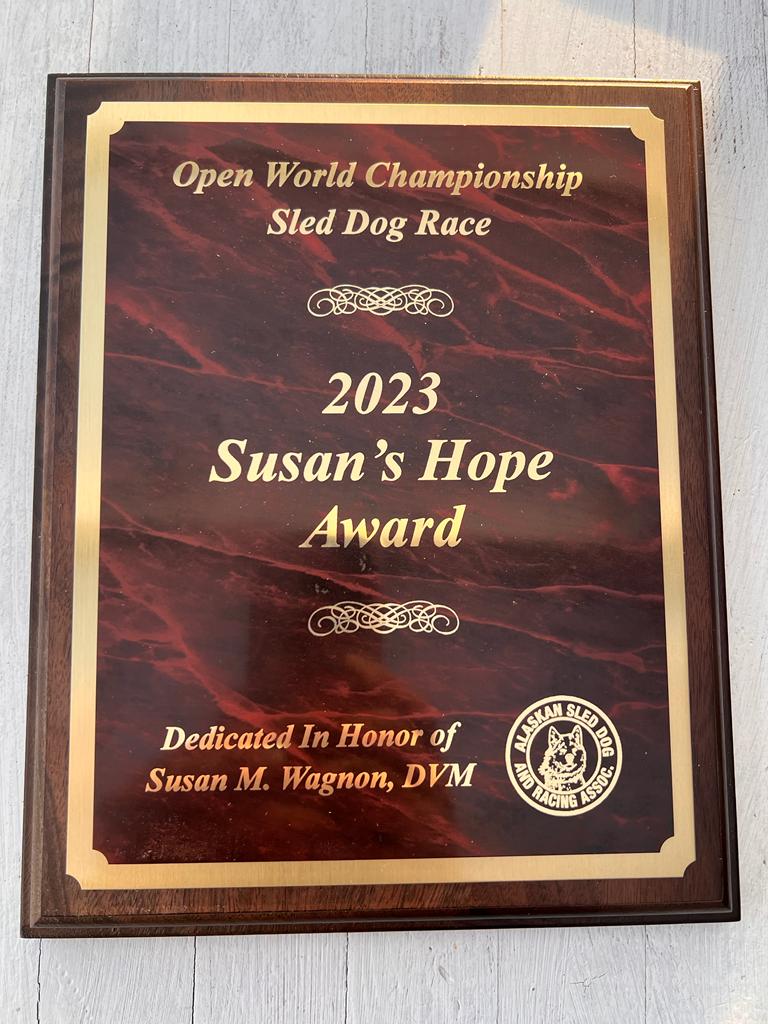 Open World Championship
Sled Dog Race
2023
Susan's Hope
Award
Dedicated In Honor of
Susan M. Wagnon, DVM
ALASKAN SLED DOG
AND RACING ASSOC.